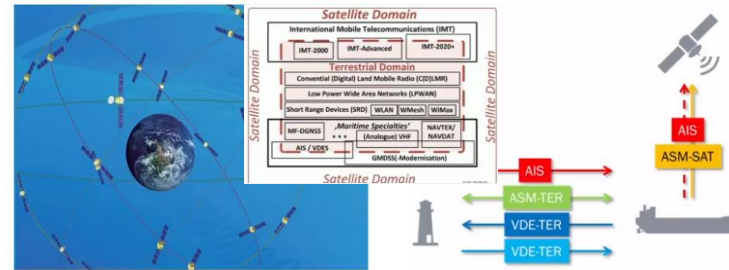 Satellite Domain
International Mobile Telecommunications (IMT)
IMT-2000
IMT-Advanced
IMT-2020+
Terrestrial Domain
Convential (Digital) Land Mobile Radio (C(D)LMR)
Low Power Wide Area Networks (LPWAN)
Short Range Devices (SRD)
WLAN
WMesh
WiMax
MF-DGNSS
‚Maritime Specialties'
• • •
(Analogue) VHF
NAVTEX/
NAVDAT
AIS / VDES
GMDSS(-Modernisation)
Satellite Domain
Satellite Domain
Satellite Domain
AIS
ASM-TER
VDE-TER
VDE-TER
AIS
ASM-SAT